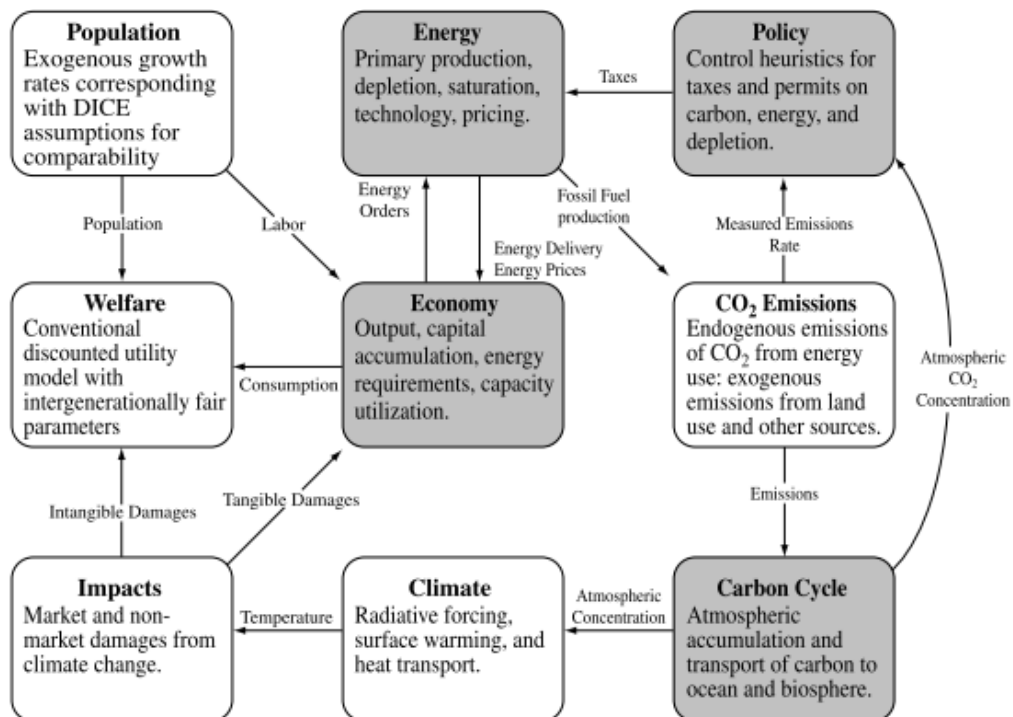 Population
Exogenous growth
rates corresponding
with DICE
assumptions for
comparability
Energy
Primary production,
depletion, saturation,
technology, pricing.
Taxes
Policy
Control heuristics for
taxes and permits on
carbon, energy, and
depletion.
Population
Labor
Energy
Orders
Energy Delivery
Energy Prices
Fossil Fuel
production
Measured Emissions
Rate
Welfare
Conventional
discounted utility
model with
intergenerationally fair
parameters
Consumption
Economy
Output, capital
accumulation, energy
requirements, capacity
utilization.
CO₂ Emissions
Endogenous emissions
of CO₂ from energy
use: exogenous
emissions from land
use and other sources.
Atmospheric
CO₂
Concentration
Intangible Damages
Tangible Damages
Emissions
Impacts
Market and non-
market damages from
climate change.
Temperature
Climate
Radiative forcing,
surface warming, and
heat transport.
Atmospheric
Concentration
Carbon Cycle
Atmospheric
accumulation and
transport of carbon to
ocean and biosphere.